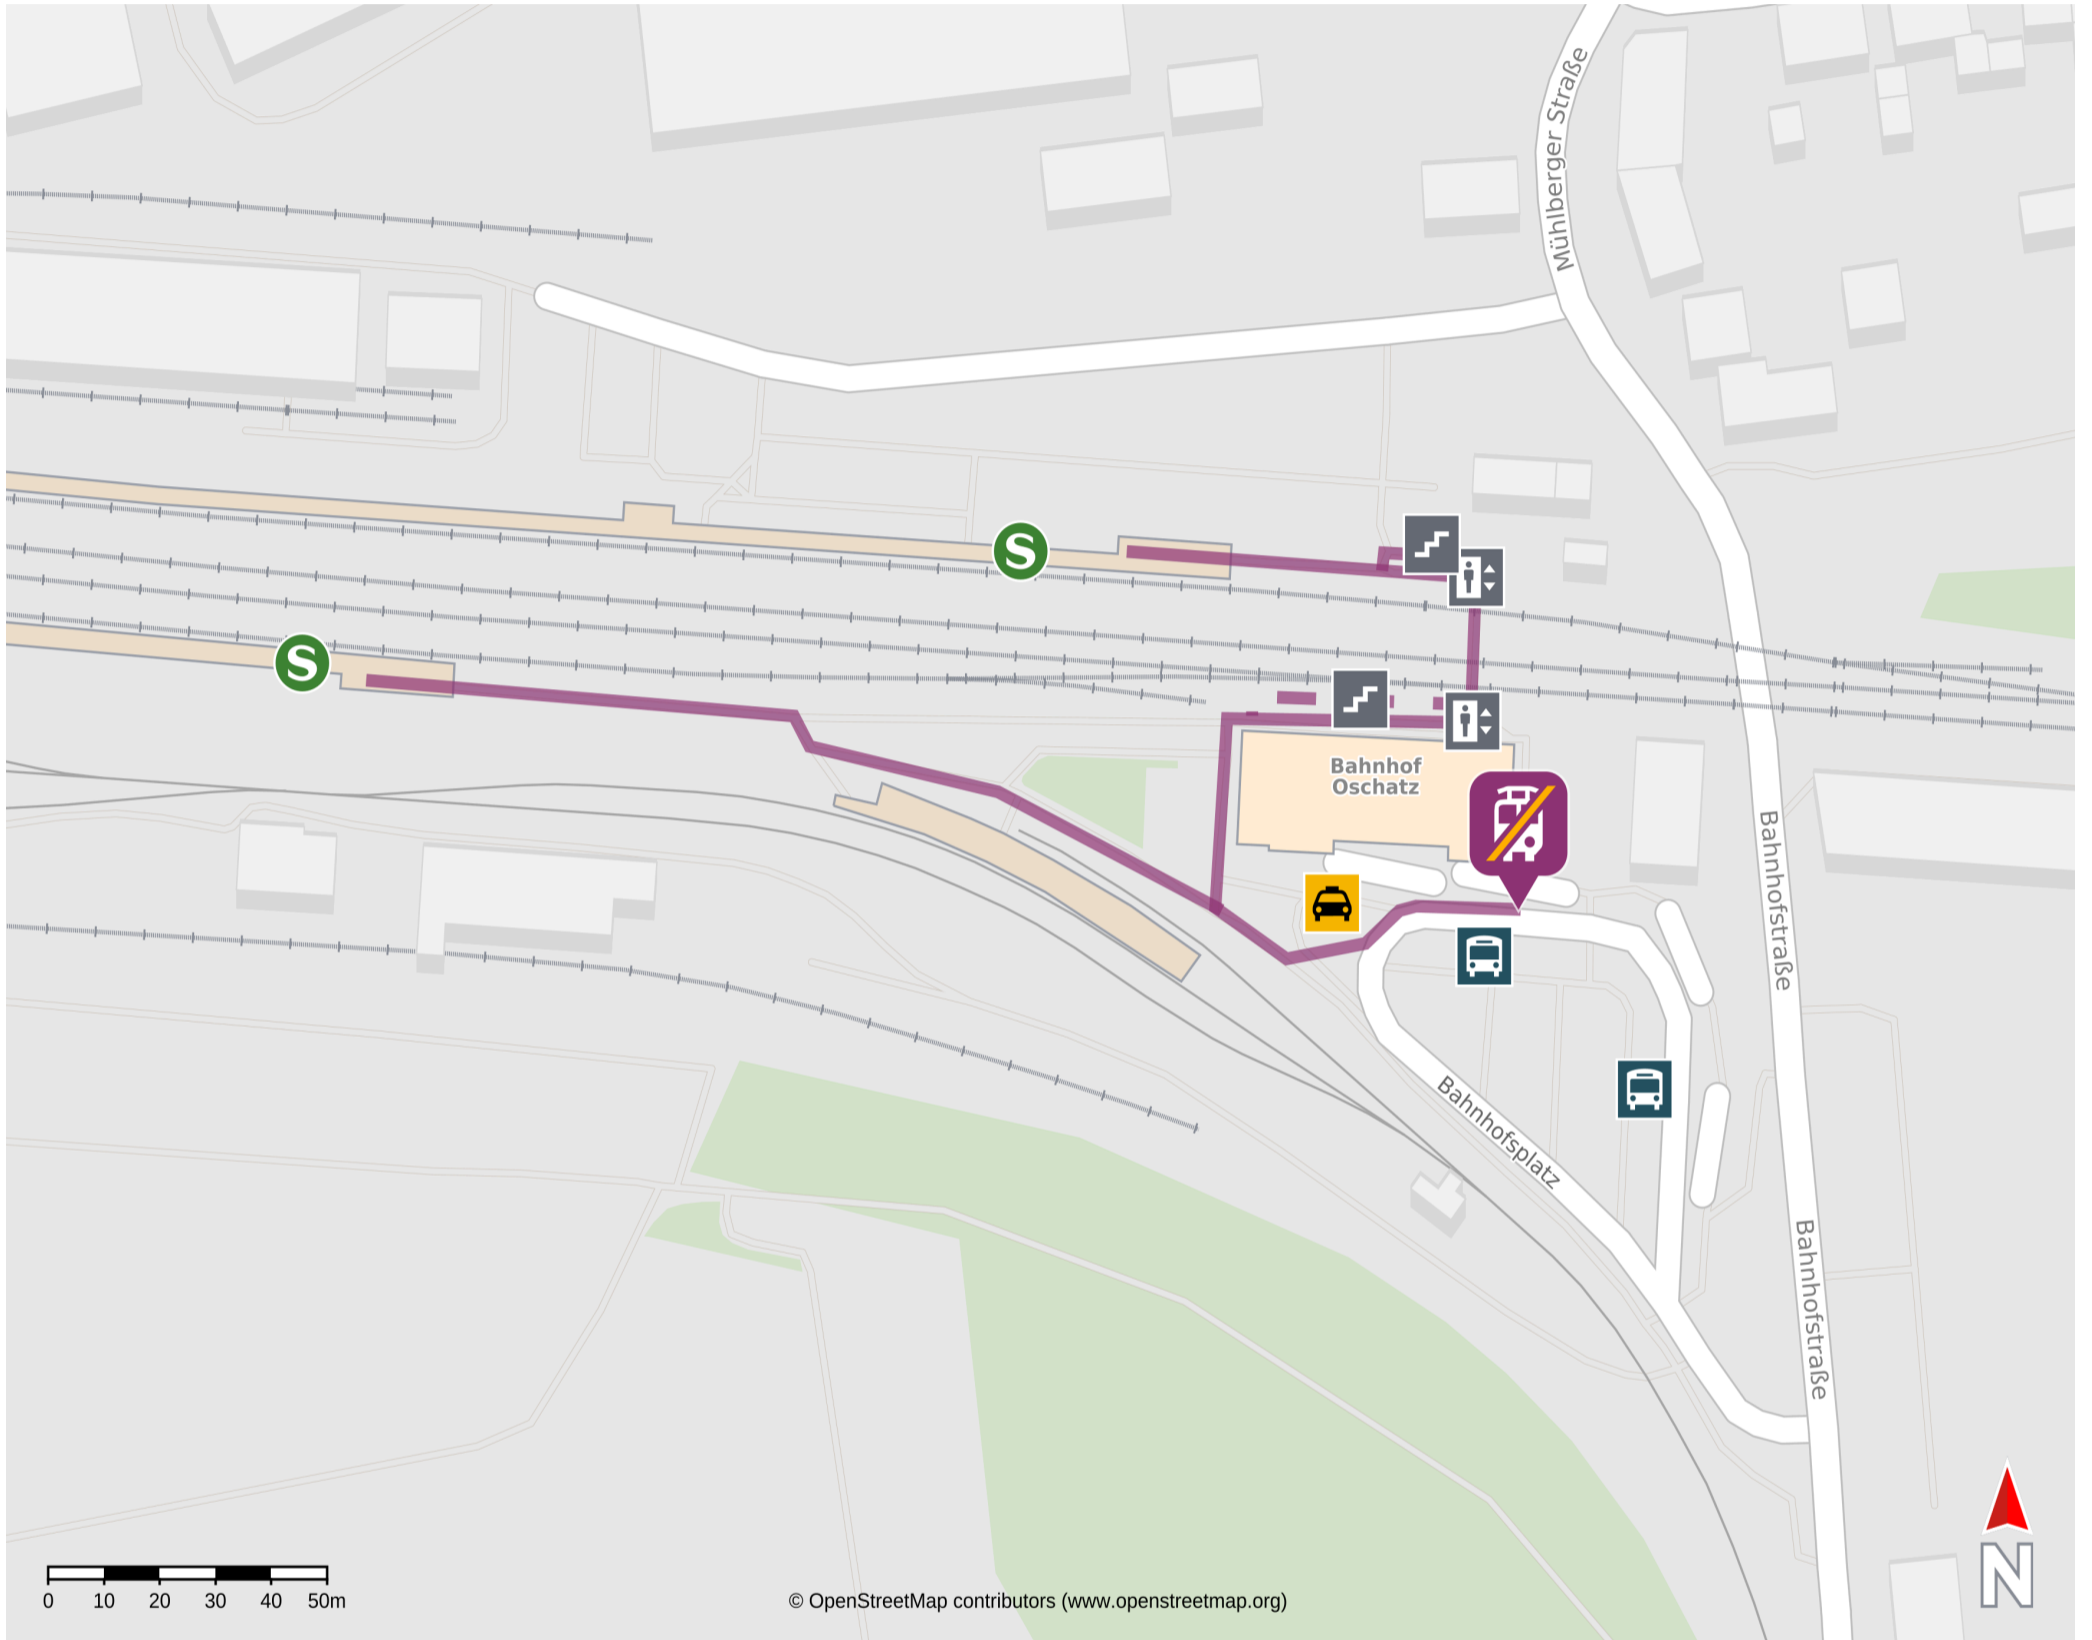 Mühlberger Straße
S
S
Bahnhof
Oschatz
Bahnhofstraße
Bahnhofsplatz
Bahnhofstraße
0 10 20 30 40 50m
© OpenStreetMap contributors (www.openstreetmap.org)
N